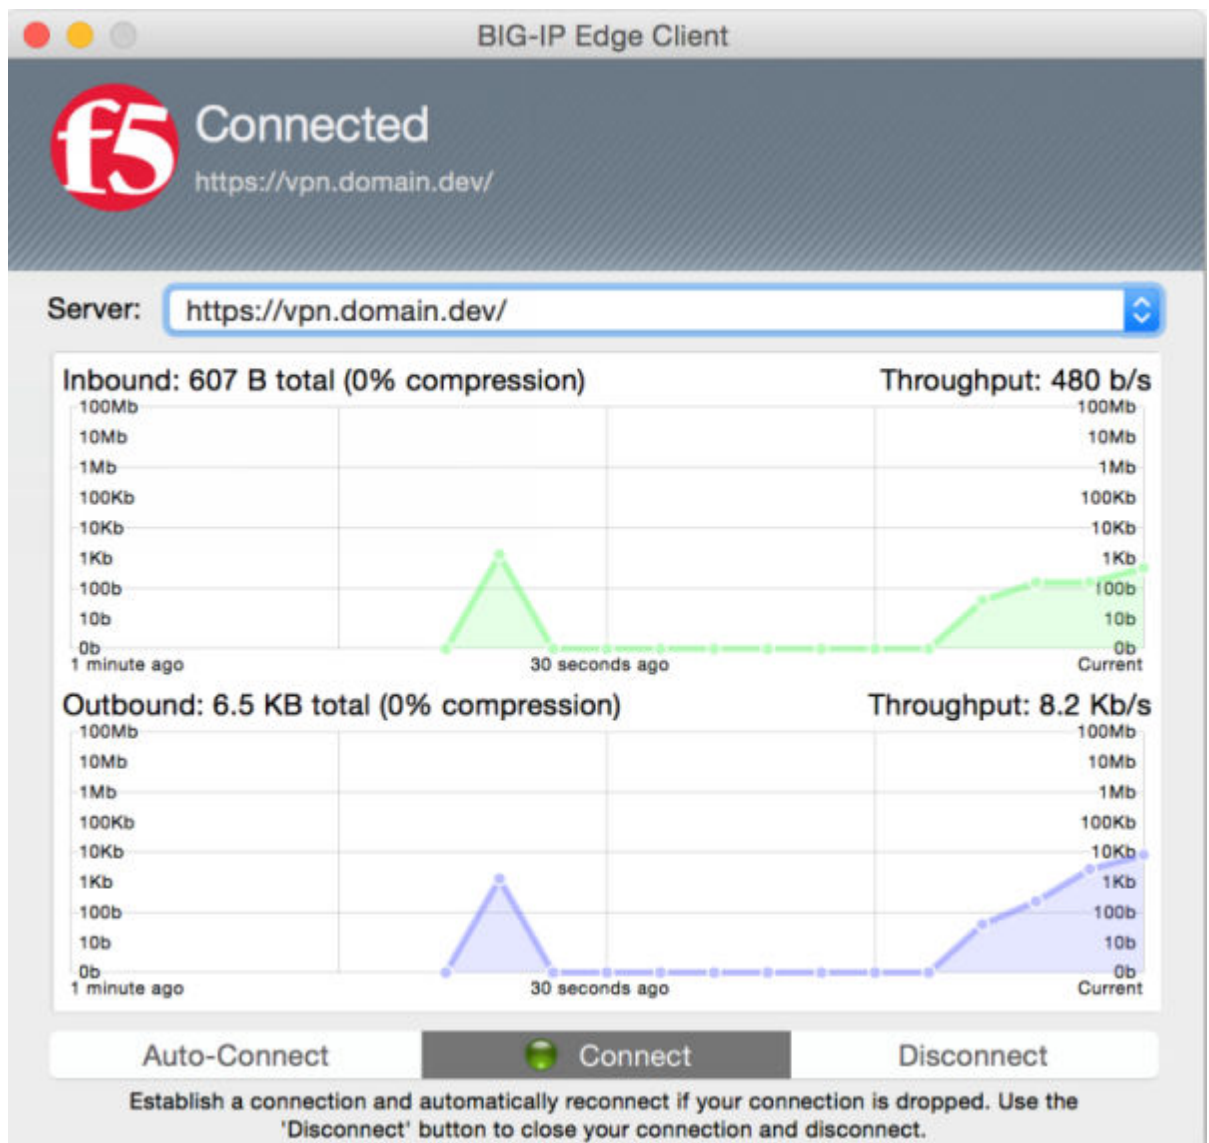 BIG-IP Edge Client
f5
Connected
https://vpn.domain.dev/
Server: https://vpn.domain.dev/
Inbound: 607 B total (0% compression) Throughput: 480 b/s
100Mb 100Mb
10Mb 10Mb
1Mb 1Mb
100Kb 100Kb
10Kb 10Kb
1Kb 1Kb
100b 100b
10b 10b
0b 0b
1 minute ago 30 seconds ago Current
Outbound: 6.5 KB total (0% compression) Throughput: 8.2 Kb/s
100Mb 100Mb
10Mb 10Mb
1Mb 1Mb
100Kb 100Kb
10Kb 10Kb
1Kb 1Kb
100b 100b
10b 10b
0b 0b
1 minute ago 30 seconds ago Current
Auto-Connect Connect Disconnect
Establish a connection and automatically reconnect if your connection is dropped. Use the
'Disconnect' button to close your connection and disconnect.